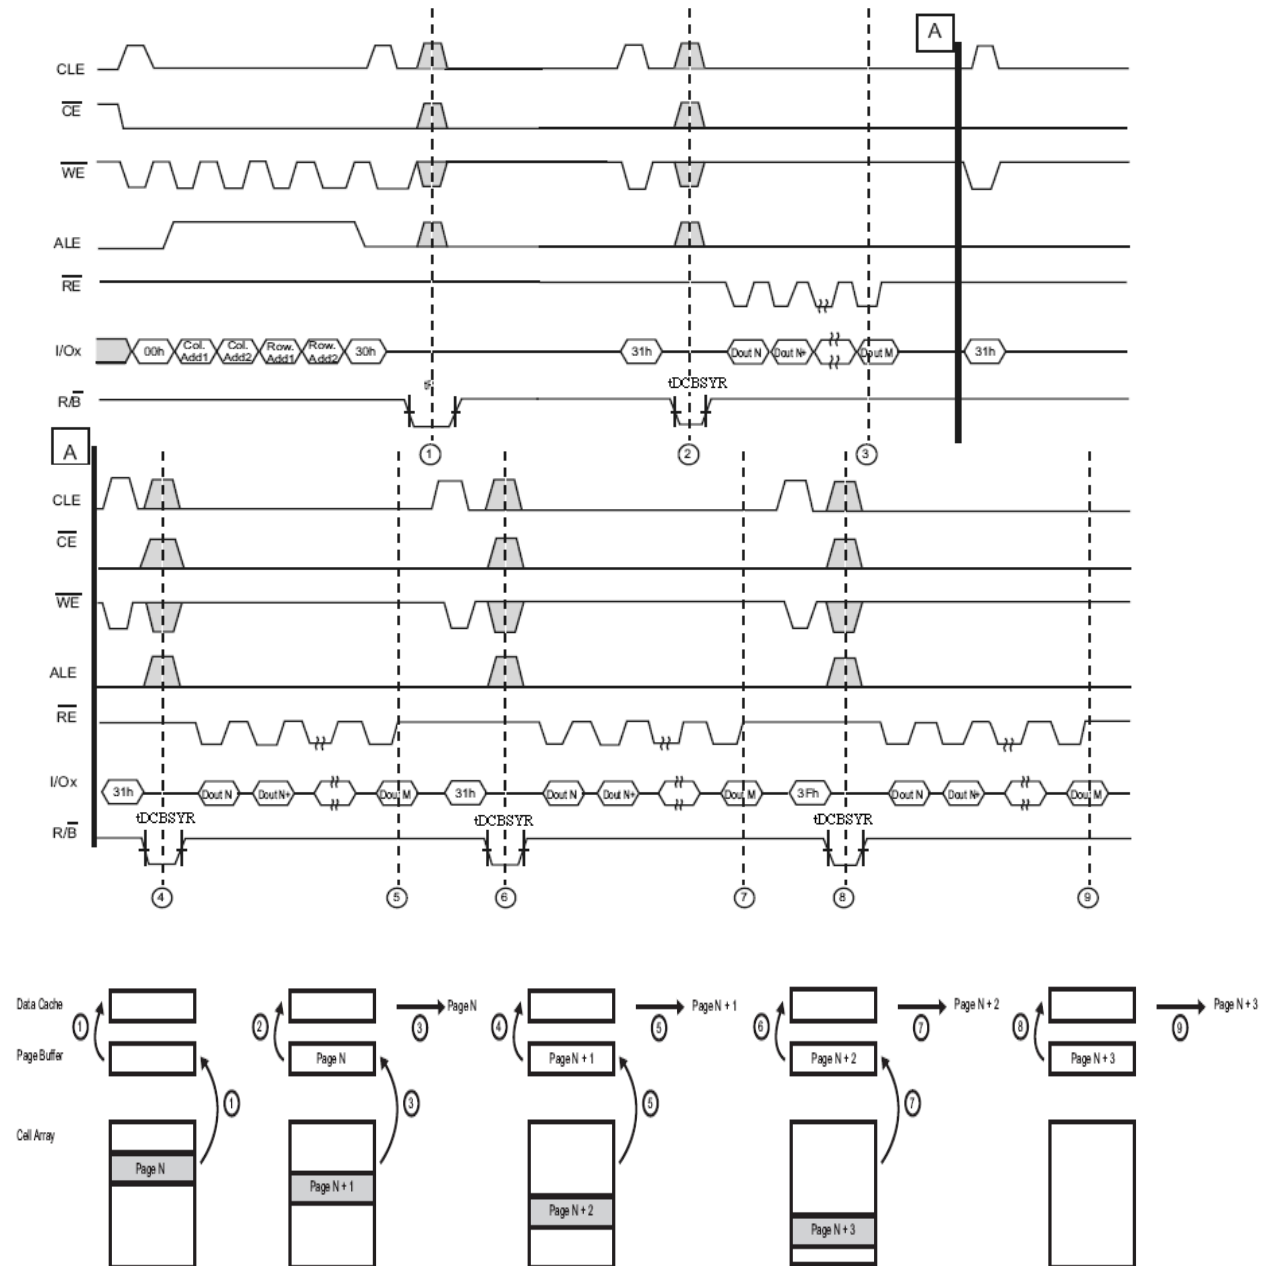 A
CLE
CE
WE
ALE
RE
I/Ox 00h Col. Add1 Col. Add2 Row. Add1 Row. Add2 30h 31h Dout N Dout N+ Dout M 31h
R/B tDCBSYR
1 2 3
A
CLE
CE
WE
ALE
RE
I/Ox 31h Dout N Dout N+ Dout M 31h Dout N Dout N+ Dout M 3Fh Dout N Dout N+ Dout M
R/B tDCBSYR tDCBSYR tDCBSYR
4 5 6 7 8 9
Data Cache 1 2 3 Page N 4 5 Page N + 1 6 7 Page N + 2 8 9 Page N + 3
Page Buffer Page N Page N + 1 Page N + 2 Page N + 3
1 3 5 7
Cell Array
Page N Page N + 1 Page N + 2 Page N + 3